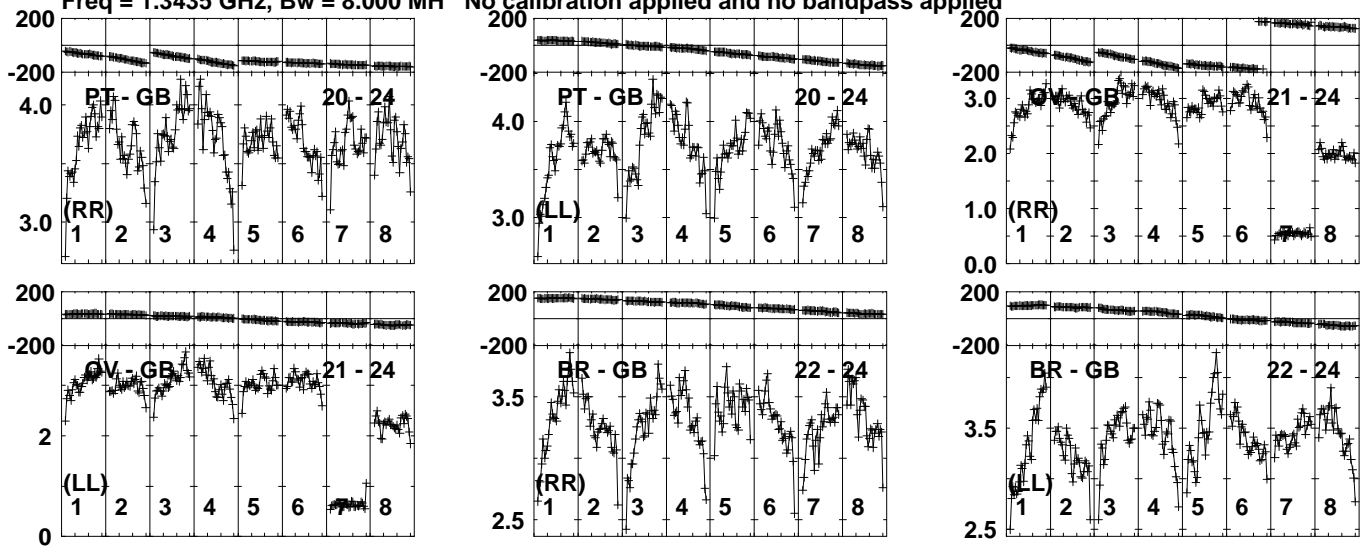 Freq = 1.3435 GHz, Bw = 8.000 MH No calibration applied and no bandpass applied
200
-200
PT - GB 20 - 24
4.0
3.0
(RR)
1 2 3 4 5 6 7 8
PT - GB 20 - 24
4.0
3.0
(LL)
1 2 3 4 5 6 7 8
200
-200
OV - GB 21 - 24
3.0
2.0
1.0
0.0
(RR)
1 2 3 4 5 6 7 8
200
-200
OV - GB 21 - 24
2
0
(LL)
1 2 3 4 5 6 7 8
200
-200
BR - GB 22 - 24
3.5
2.5
(RR)
1 2 3 4 5 6 7 8
200
-200
BR - GB 22 - 24
3.5
2.5
(LL)
1 2 3 4 5 6 7 8